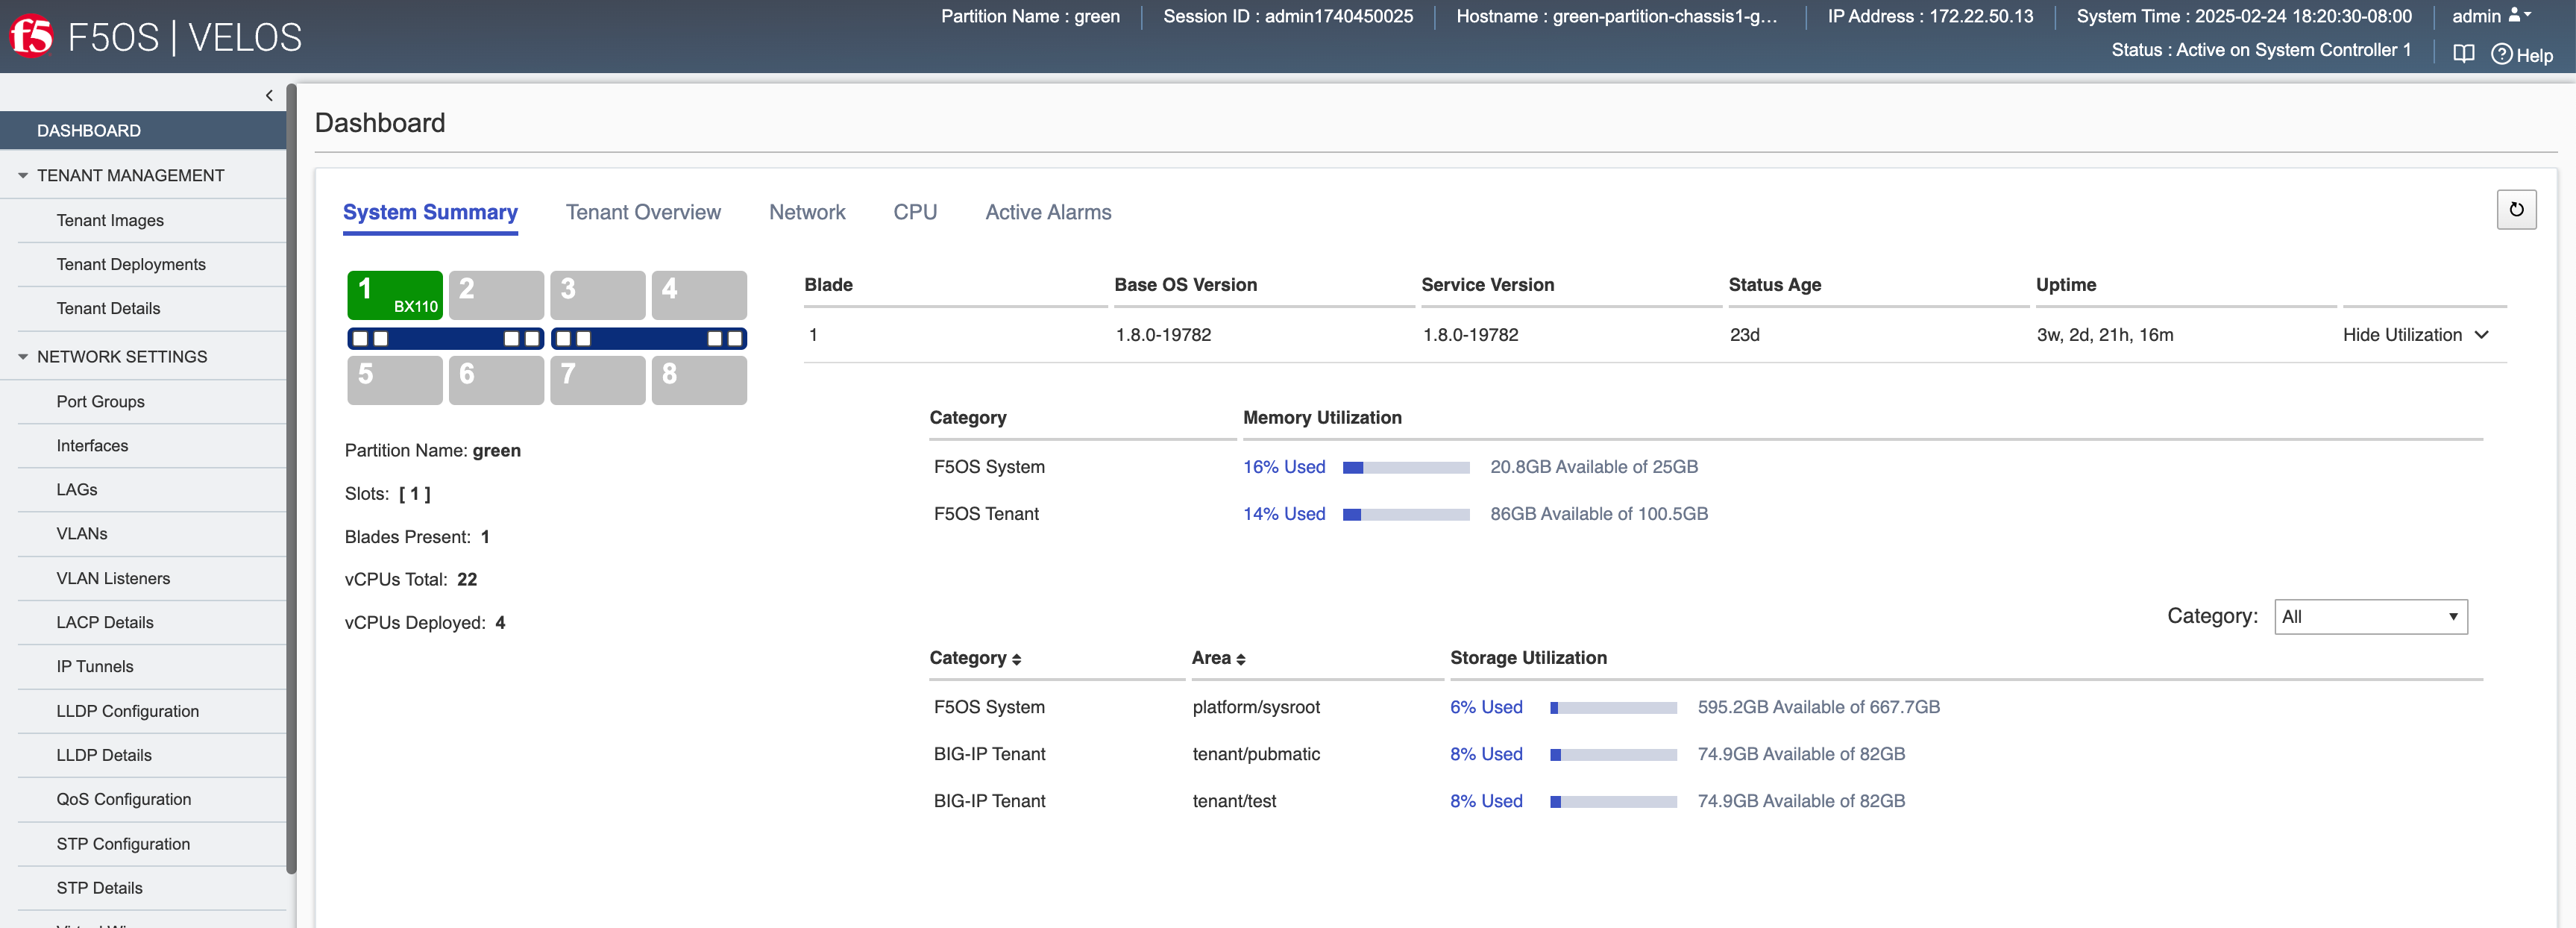 f5 F5OS | VELOS
Partition Name : green
Session ID : admin1740450025
Hostname : green-partition-chassis1-g...
IP Address : 172.22.50.13
System Time : 2025-02-24 18:20:30-08:00
admin
Status : Active on System Controller 1
Help
DASHBOARD
TENANT MANAGEMENT
Tenant Images
Tenant Deployments
Tenant Details
NETWORK SETTINGS
Port Groups
Interfaces
LAGs
VLANs
VLAN Listeners
LACP Details
IP Tunnels
LLDP Configuration
LLDP Details
QoS Configuration
STP Configuration
STP Details
Dashboard
System Summary Tenant Overview Network CPU Active Alarms
1 BX110 2 3 4
5 6 7 8
Partition Name: green
Slots: [ 1 ]
Blades Present: 1
vCPUs Total: 22
vCPUs Deployed: 4
Blade Base OS Version Service Version Status Age Uptime
1 1.8.0-19782 1.8.0-19782 23d 3w, 2d, 21h, 16m Hide Utilization
Category Memory Utilization
F5OS System 16% Used 20.8GB Available of 25GB
F5OS Tenant 14% Used 86GB Available of 100.5GB
Category: All
Category Area Storage Utilization
F5OS System platform/sysroot 6% Used 595.2GB Available of 667.7GB
BIG-IP Tenant tenant/pubmatic 8% Used 74.9GB Available of 82GB
BIG-IP Tenant tenant/test 8% Used 74.9GB Available of 82GB